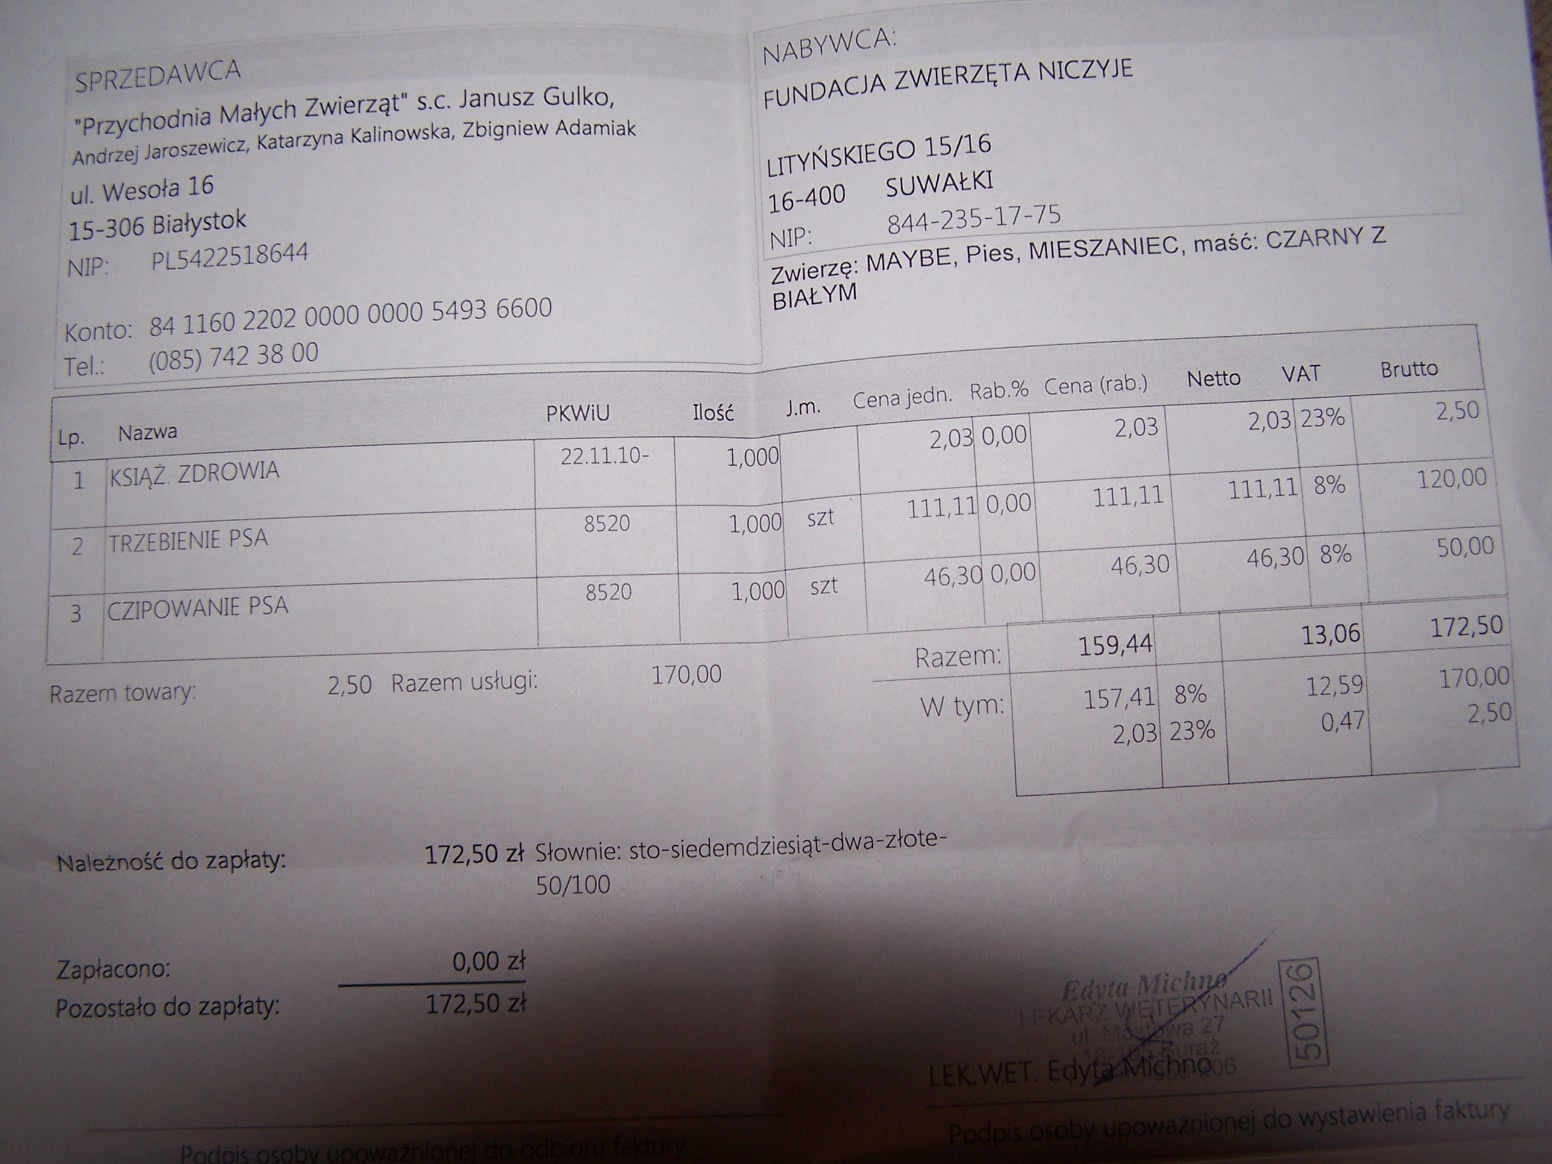 SPRZEDAWCA
"Przychodnia Małych Zwierząt" s.c. Janusz Gulko,
Andrzej Jaroszewicz, Katarzyna Kalinowska, Zbigniew Adamiak
ul. Wesoła 16
15-306 Białystok
NIP: PL5422518644
Konto: 84 1160 2202 0000 0000 5493 6600
Tel.: (085) 742 38 00
NABYWCA:
FUNDACJA ZWIERZĘTA NICZYJE
LITYŃSKIEGO 15/16
16-400 SUWAŁKI
NIP: 844-235-17-75
Zwierzę: MAYBE, Pies, MIESZANIEC, maść: CZARNY Z
BIAŁYM
Lp. Nazwa PKWiU Ilość J.m. Cena jedn. Rab.% Cena (rab.) Netto VAT Brutto
1 KSIĄŻ. ZDROWIA 22.11.10- 1,000 2,03 0,00 2,03 2,03 23% 2,50
2 TRZEBIENIE PSA 8520 1,000 szt 111,11 0,00 111,11 111,11 8% 120,00
3 CZIPOWANIE PSA 8520 1,000 szt 46,30 0,00 46,30 46,30 8% 50,00
Razem: 159,44 13,06 172,50
Razem towary: 2,50 Razem usługi: 170,00
W tym: 157,41 8% 12,59 170,00
2,03 23% 0,47 2,50
Należność do zapłaty: 172,50 zł Słownie: sto-siedemdziesiąt-dwa-złote-
50/100
Zapłacono: 0,00 zł
Pozostało do zapłaty: 172,50 zł
Edyta Michno
LEKARZ WETERYNARII
ul. Mostowa 27
Suraż
50126
LEK.WET. Edyta Michno
Podpis osoby upoważnionej do odbioru faktury
Podpis osoby upoważnionej do wystawienia faktury